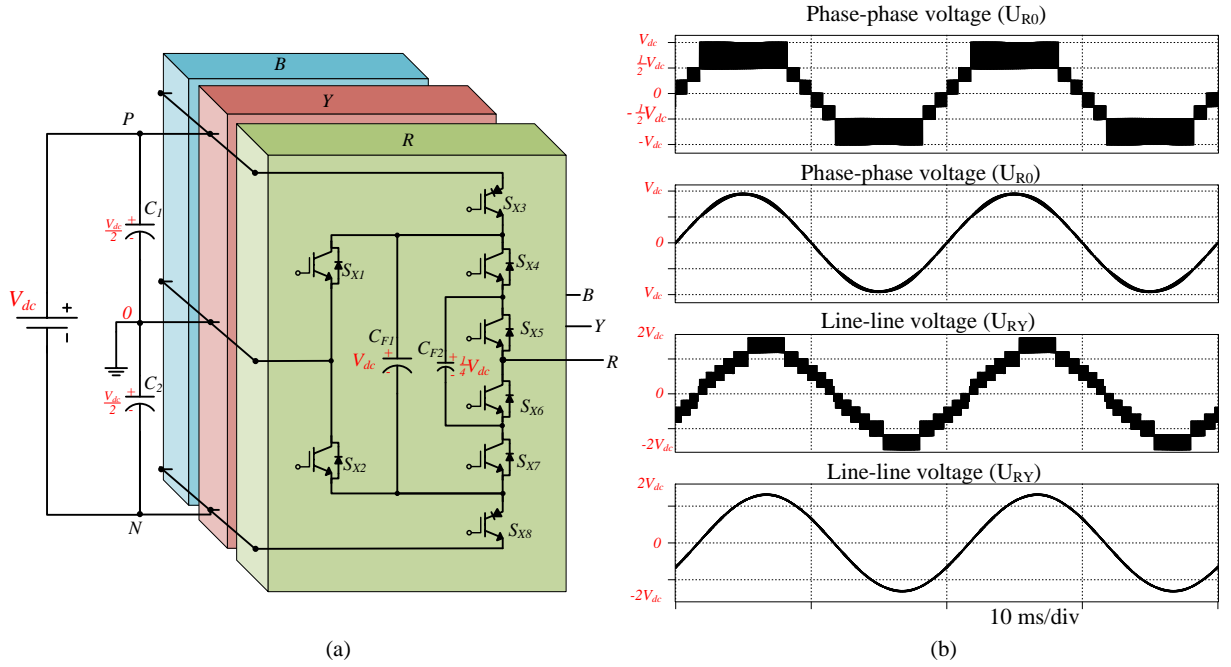 B
Y
R
P
C1
Vdc/2
+
-
Vdc
+
-
0
C2
Vdc/2
+
-
N
SX1
SX2
SX3
SX4
SX5
SX6
SX7
SX8
CF1
Vdc
+
-
CF2
1/4Vdc
+
-
B
Y
R
(a)
Phase-phase voltage (UR0)
Vdc
1/2Vdc
0
-1/2Vdc
-Vdc
Phase-phase voltage (UR0)
Vdc
0
Vdc
Line-line voltage (URY)
2Vdc
0
-2Vdc
Line-line voltage (URY)
2Vdc
0
-2Vdc
10 ms/div
(b)